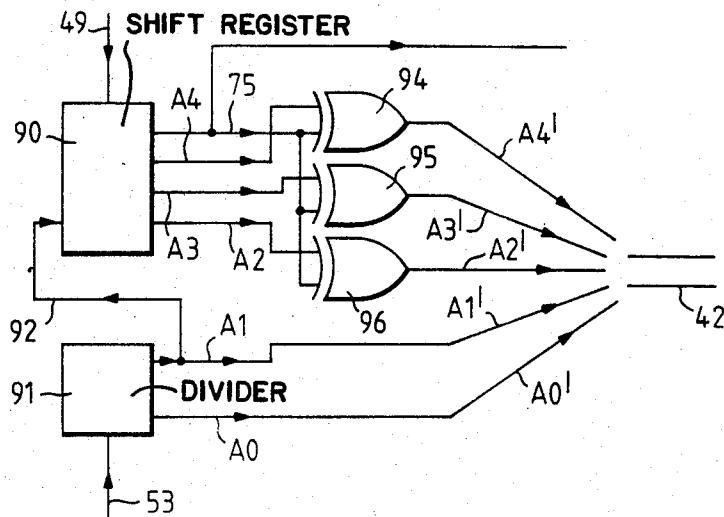 49
SHIFT REGISTER
90
A4
75
94
A4'
95
A3
A3'
A2
A2'
96
A1'
92
A1
42
91
DIVIDER
A0'
A0
53